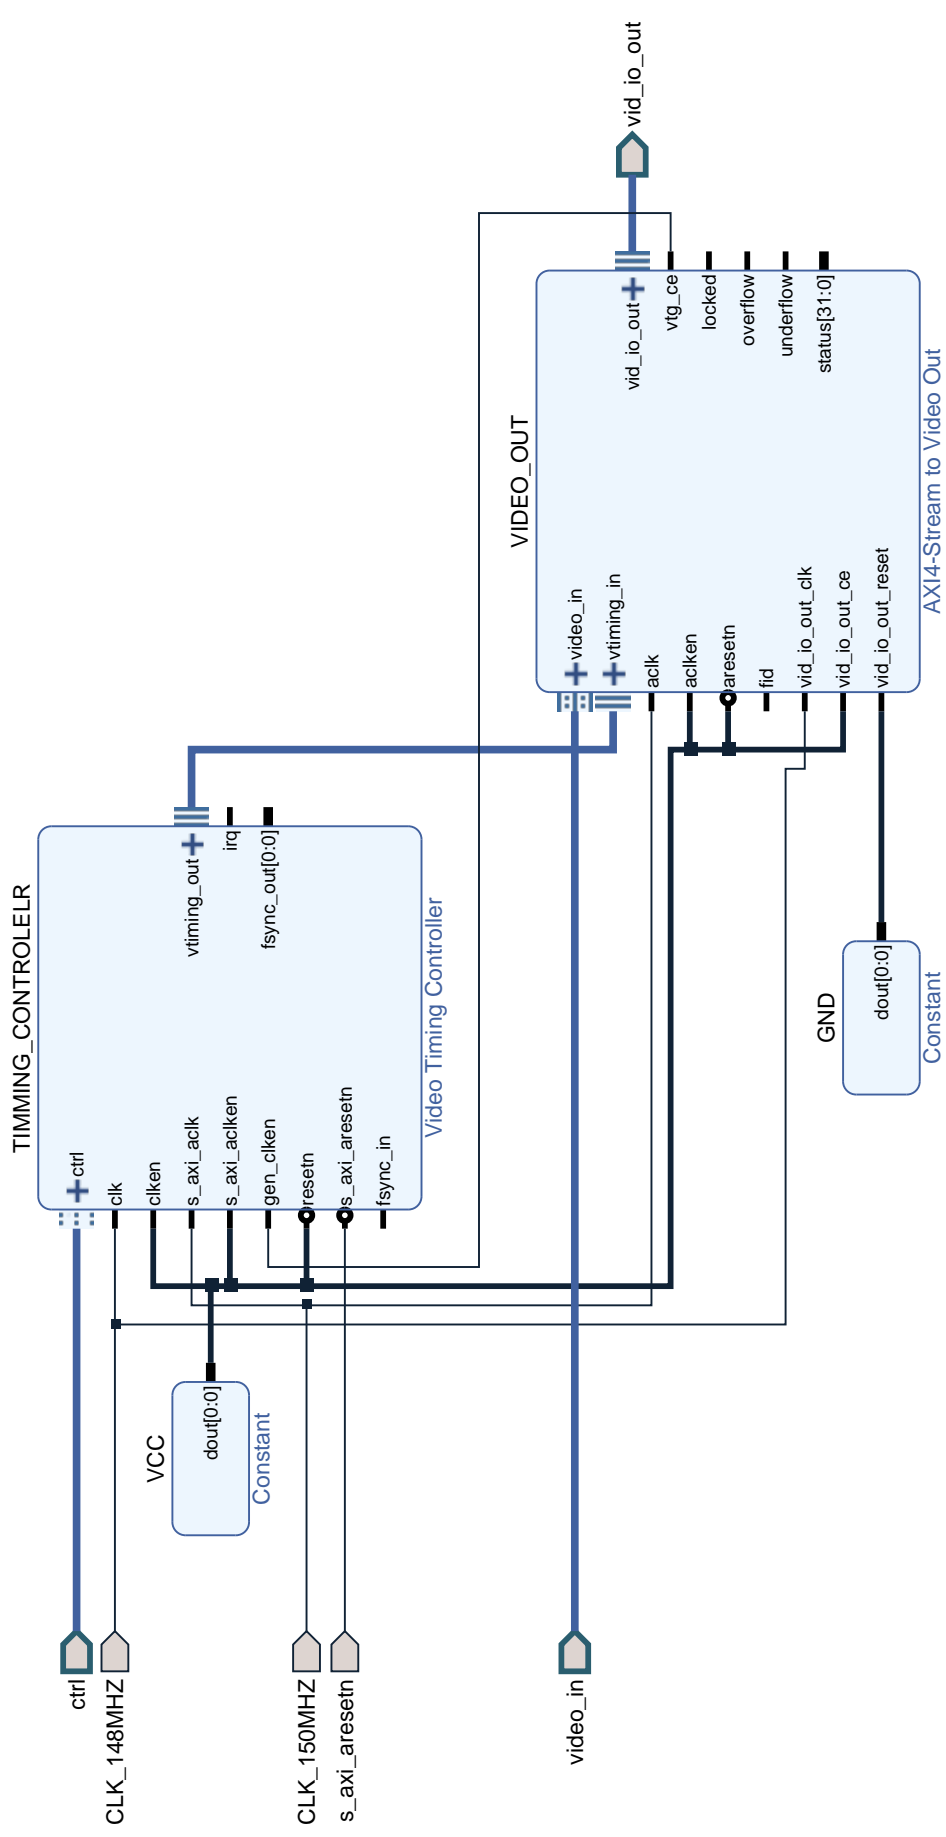 ctrl
CLK_148MHZ
CLK_150MHZ
s_axi_aresetn
video_in
VCC
dout[0:0]
Constant
TIMMING_CONTROLELR
ctrl
clk
clken
s_axi_aclk
s_axi_aclken
gen_clken
resetn
s_axi_aresetn
fsync_in
vtiming_out
irq
fsync_out[0:0]
Video Timing Controller
GND
dout[0:0]
Constant
VIDEO_OUT
video_in
vtiming_in
aclk
aclken
aresetn
fid
vid_io_out_clk
vid_io_out_ce
vid_io_out_reset
vid_io_out
vtg_ce
locked
overflow
underflow
status[31:0]
AXI4-Stream to Video Out
vid_io_out